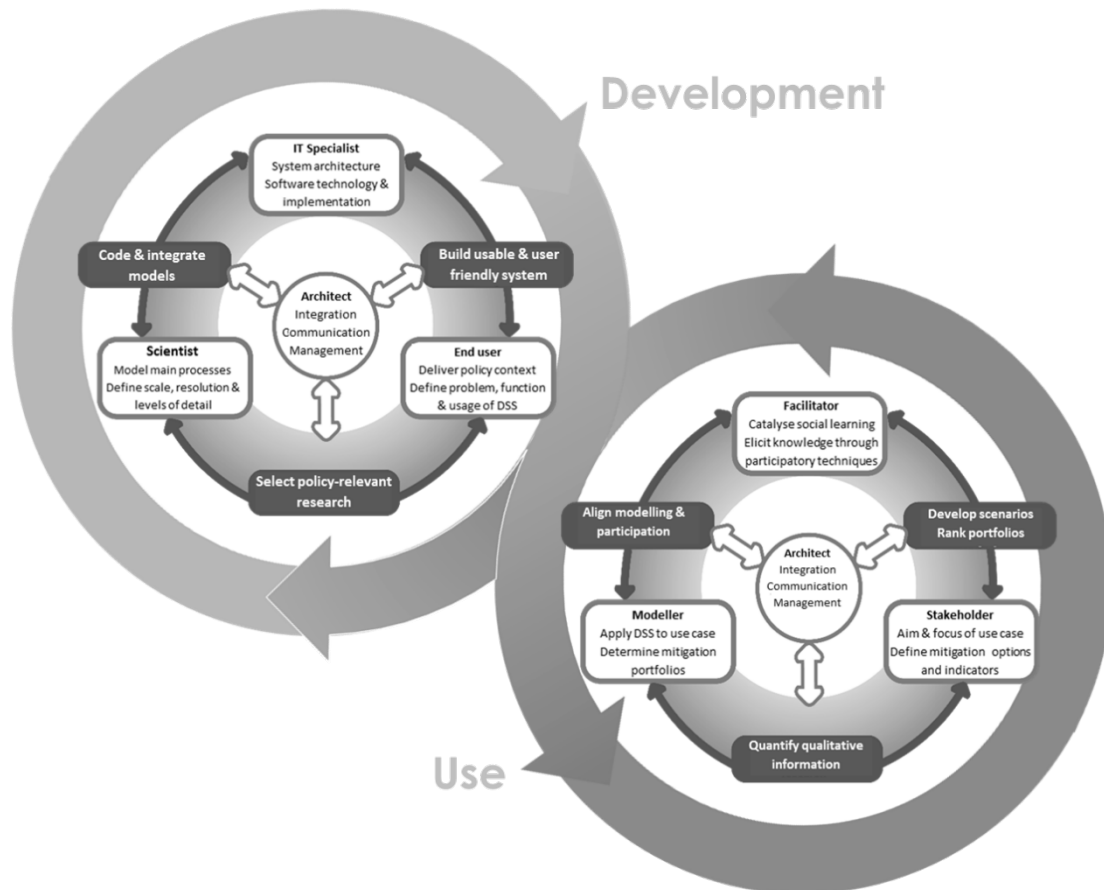 Development
IT Specialist
System architecture
Software technology &
implementation
Code & integrate
models
Build usable & user
friendly system
Architect
Integration
Communication
Management
Scientist
Model main processes
Define scale, resolution &
levels of detail
End user
Deliver policy context
Define problem, function
& usage of DSS
Select policy-relevant
research
Facilitator
Catalyse social learning
Elicit knowledge through
participatory techniques
Align modelling &
participation
Develop scenarios
Rank portfolios
Architect
Integration
Communication
Management
Modeller
Apply DSS to use case
Determine mitigation
portfolios
Stakeholder
Aim & focus of use case
Define mitigation options
and indicators
Quantify qualitative
information
Use